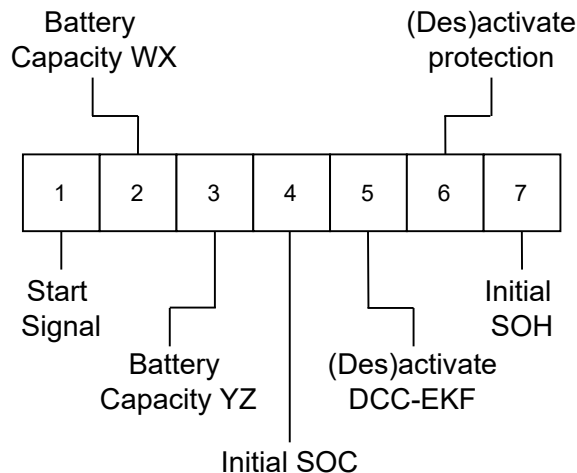 Battery
Capacity WX
(Des)activate
protection
1 2 3 4 5 6 7
Start
Signal
Initial
SOH
Battery
Capacity YZ
(Des)activate
DCC-EKF
Initial SOC